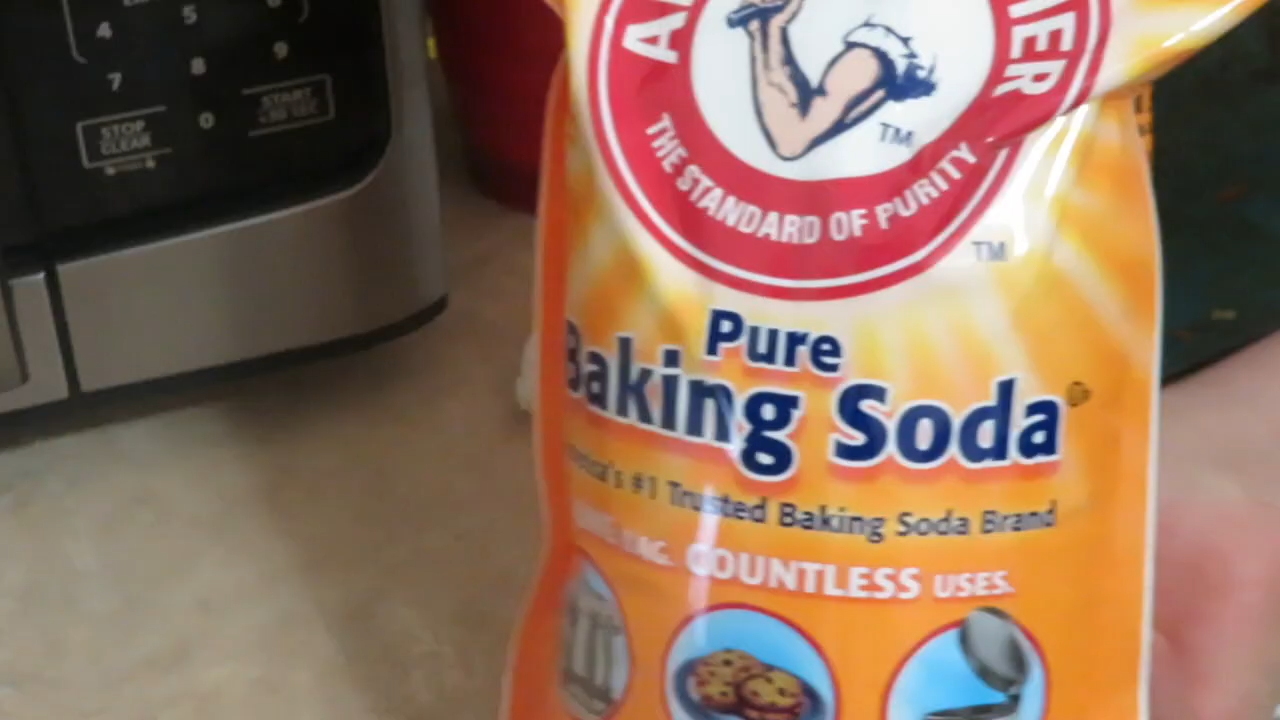 4 5
7 8 9
STOP
CLEAR
0
START
THE STANDARD OF PURITY
TM
TM
Pure
Baking Soda
#1 Trusted Baking Soda Brand
COUNTLESS USES.